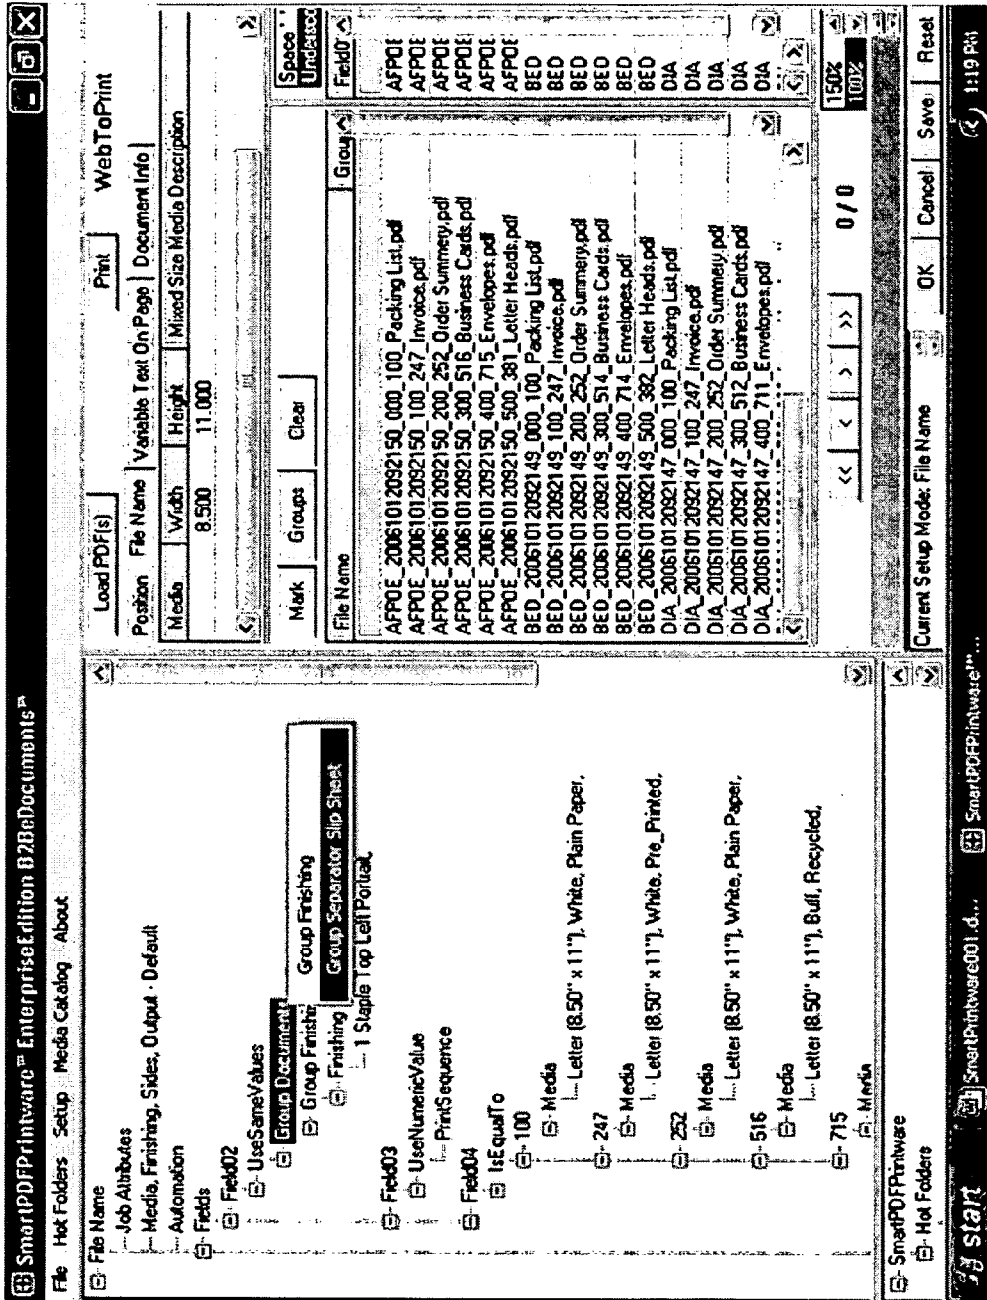 SmartPDFPrintware™ EnterpriseEdition B2BeDocuments™
File Hot Folders Setup Media Catalog About
File Name
Job Attributes
Media, Finishing, Sides, Output - Default
Automation
Fields
Field02
UseSameValues
Group Document
Group Finishi
Finishing
1 Staple Top Left Portrait,
Group Finishing
Group Separator Slip Sheet
Field03
UseNumericValue
PrintSequence
Field04
IsEqualTo
100
Media
Letter (8.50" x 11"), White, Plain Paper,
247
Media
Letter (8.50" x 11"), White, Pre_Printed,
252
Media
Letter (8.50" x 11"), White, Plain Paper,
516
Media
Letter (8.50" x 11"), Buff, Recycled,
715
Media
SmartPDFPrintware
Hot Folders
Load PDF(s) Print WebToPrint
Position File Name Variable Text On Page Document Info
Media Width Height Mixed Size Media Description
8.500 11.000
Mark Groups Clear
Space
Undersco
File Name Group
AFPOE_20061012092150_000_100_Packing List.pdf
AFPOE_20061012092150_100_247_Invoice.pdf
AFPOE_20061012092150_200_252_Order Summery.pdf
AFPOE_20061012092150_300_516_Business Cards.pdf
AFPOE_20061012092150_400_715_Envelopes.pdf
AFPOE_20061012092150_500_381_Letter Heads.pdf
BED_20061012092149_000_100_Packing List.pdf
BED_20061012092149_100_247_Invoice.pdf
BED_20061012092149_200_252_Order Summery.pdf
BED_20061012092149_300_514_Business Cards.pdf
BED_20061012092149_400_714_Envelopes.pdf
BED_20061012092149_500_382_Letter Heads.pdf
DIA_20061012092147_000_100_Packing List.pdf
DIA_20061012092147_100_247_Invoice.pdf
DIA_20061012092147_200_252_Order Summery.pdf
DIA_20061012092147_300_512_Business Cards.pdf
DIA_20061012092147_400_711_Envelopes.pdf
Field0
AFPOE
AFPOE
AFPOE
AFPOE
AFPOE
AFPOE
BED
BED
BED
BED
BED
BED
DIA
DIA
DIA
DIA
DIA
<< < > >> 0 / 0
150%
100%
Current Setup Mode: File Name OK Cancel Save Reset
start SmartPrintware001.d... SmartPDFPrintware™... 1:19 PM